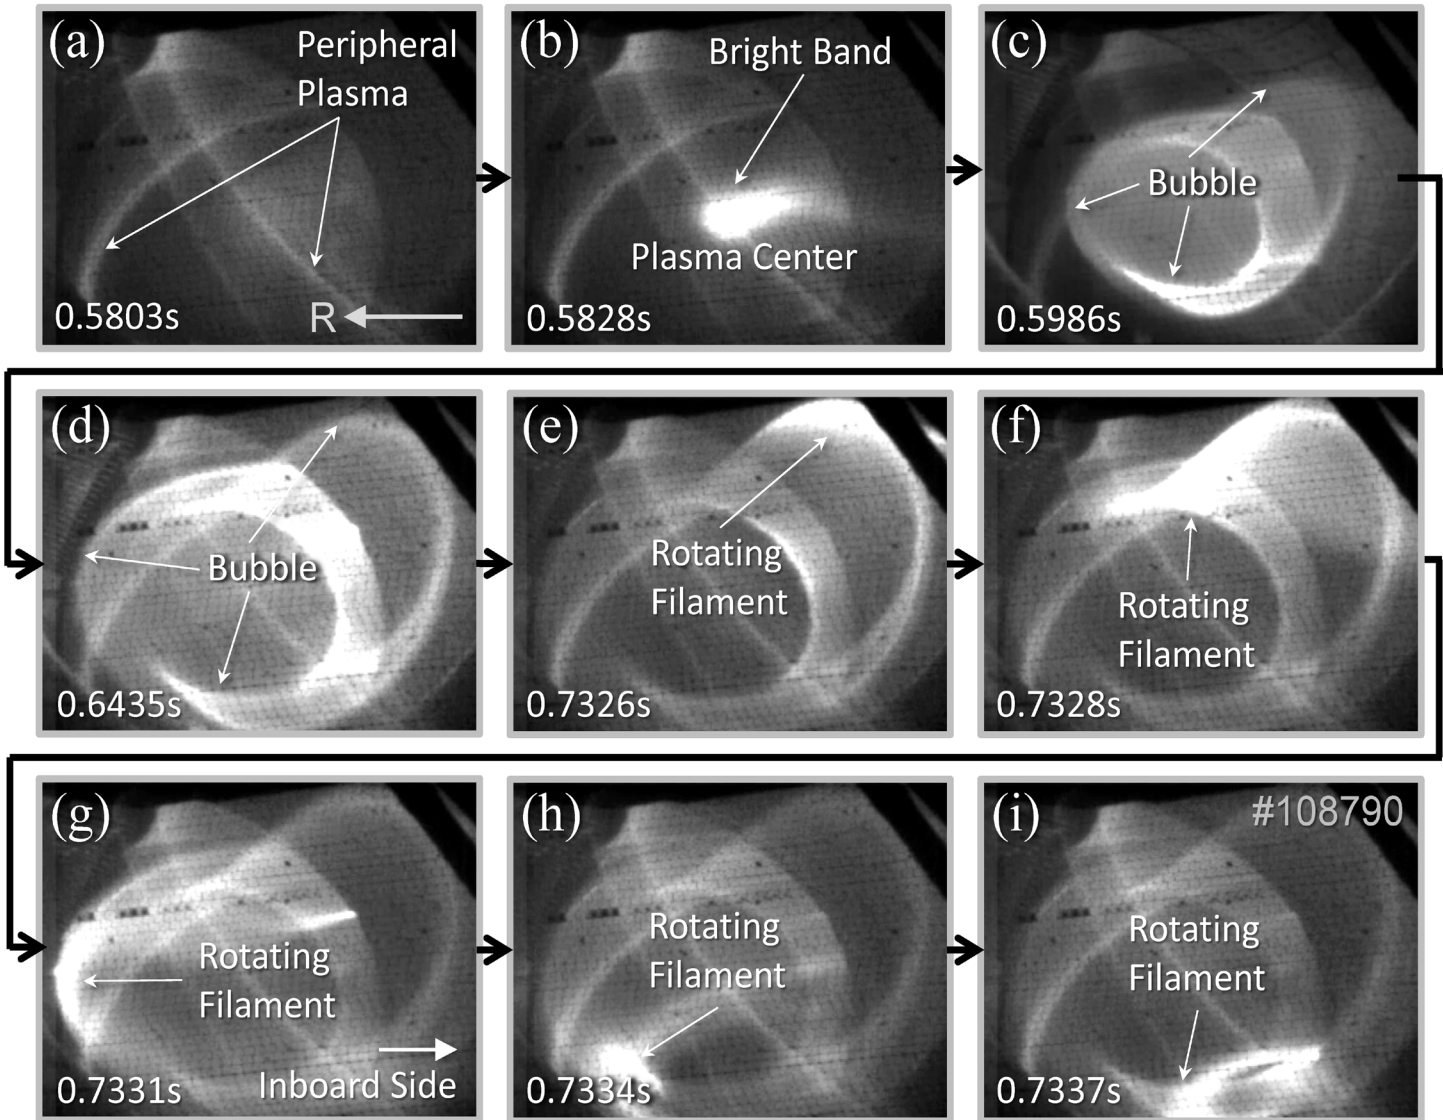 (a)
Peripheral
Plasma
0.5803s
R
(b)
Bright Band
Plasma Center
0.5828s
(c)
Bubble
0.5986s
(d)
Bubble
0.6435s
(e)
Rotating
Filament
0.7326s
(f)
Rotating
Filament
0.7328s
(g)
Rotating
Filament
Inboard Side
0.7331s
(h)
Rotating
Filament
0.7334s
(i)
#108790
Rotating
Filament
0.7337s